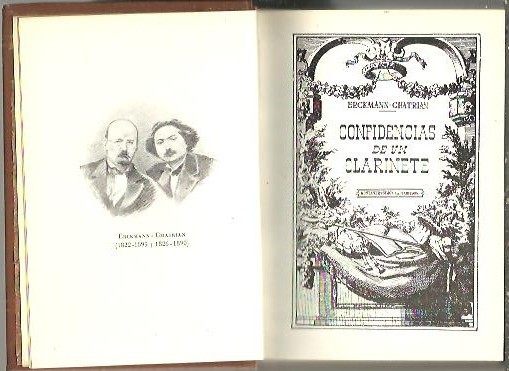 ERCKMANN-CHATRIAN
(1822-1899 / 1826-1890)
ERCKMANN-CHATRIAN
CONFIDENCIAS
DE UN
CLARINETE